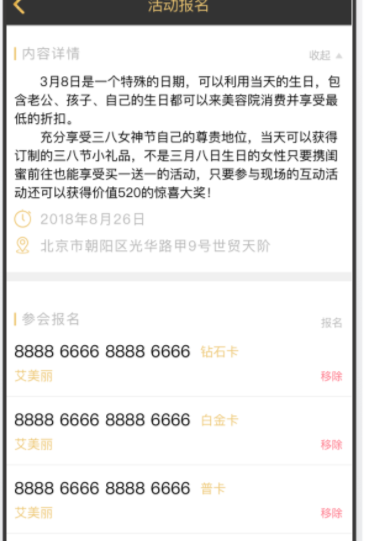 活动报名
内容详情
收起
3月8日是一个特殊的日期，可以利用当天的生日，包
含老公、孩子、自己的生日都可以来美容院消费并享受最
低的折扣。
充分享受三八女神节自己的尊贵地位，当天可以获得
订制的三八节小礼品，不是三月八日生日的女性只要携闺
蜜前往也能享受买一送一的活动，只要参与现场的互动活
动还可以获得价值520的惊喜大奖！
2018年8月26日
北京市朝阳区光华路甲9号世贸天阶
参会报名
报名
8888 6666 8888 6666 钻石卡
艾美丽
移除
8888 6666 8888 6666 白金卡
艾美丽
移除
8888 6666 8888 6666 普卡
艾美丽
移除